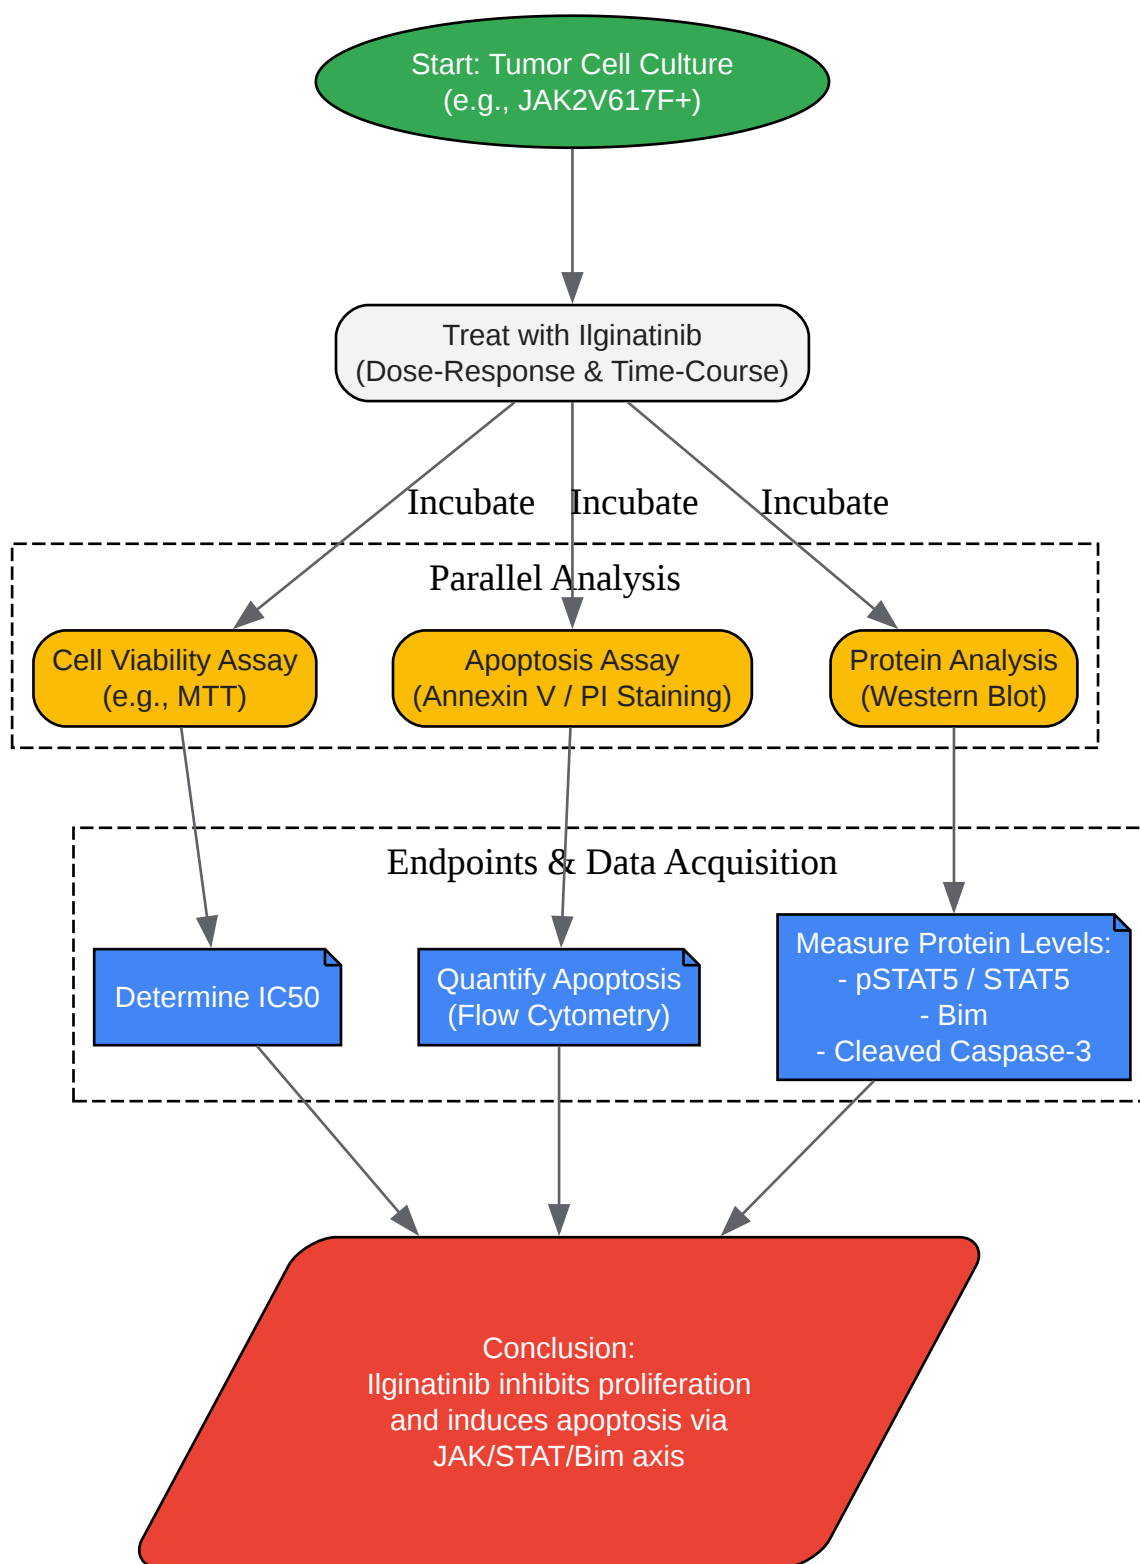 Start: Tumor Cell Culture
(e.g., JAK2V617F+)
Treat with Ilginatinib
(Dose-Response & Time-Course)
Incubate
Incubate
Incubate
Parallel Analysis
Cell Viability Assay
(e.g., MTT)
Apoptosis Assay
(Annexin V / PI Staining)
Protein Analysis
(Western Blot)
Endpoints & Data Acquisition
Determine IC50
Quantify Apoptosis
(Flow Cytometry)
Measure Protein Levels:
- pSTAT5 / STAT5
- Bim
- Cleaved Caspase-3
Conclusion:
Ilginatinib inhibits proliferation
and induces apoptosis via
JAK/STAT/Bim axis